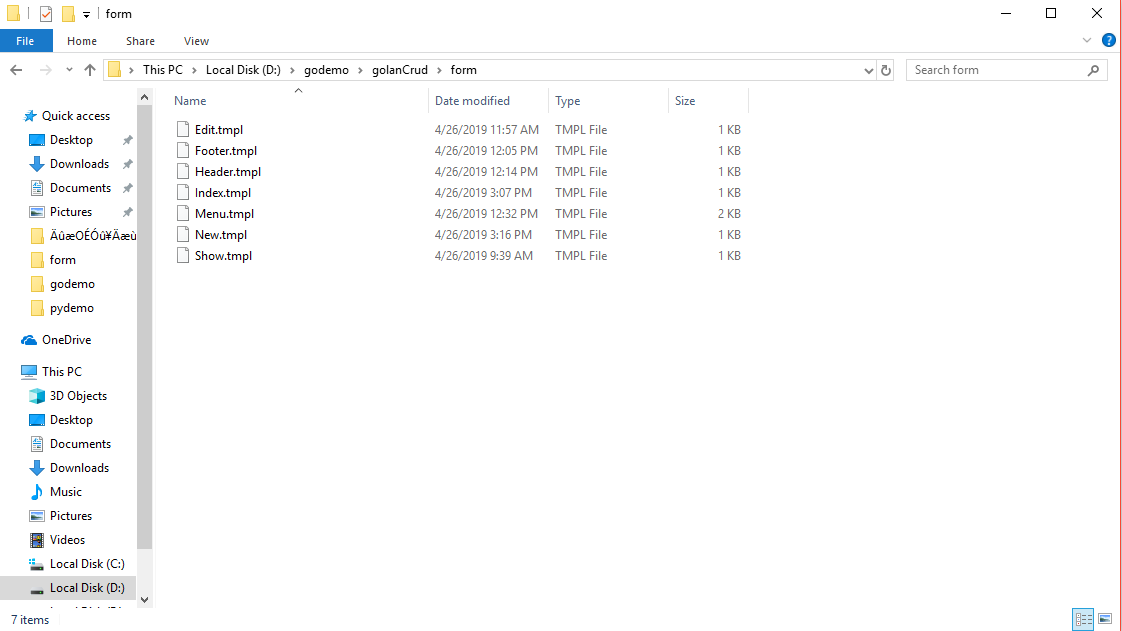 form
File Home Share View
This PC Local Disk (D:) godemo golanCrud form
Search form
Name Date modified Type Size
Edit.tmpl 4/26/2019 11:57 AM TMPL File 1 KB
Footer.tmpl 4/26/2019 12:05 PM TMPL File 1 KB
Header.tmpl 4/26/2019 12:14 PM TMPL File 1 KB
Index.tmpl 4/26/2019 3:07 PM TMPL File 1 KB
Menu.tmpl 4/26/2019 12:32 PM TMPL File 2 KB
New.tmpl 4/26/2019 3:16 PM TMPL File 1 KB
Show.tmpl 4/26/2019 9:39 AM TMPL File 1 KB
Quick access
Desktop
Downloads
Documents
Pictures
form
godemo
pydemo
OneDrive
This PC
3D Objects
Desktop
Documents
Downloads
Music
Pictures
Videos
Local Disk (C:)
Local Disk (D:)
7 items